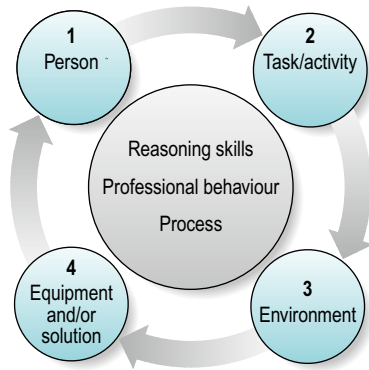 1
Person
2
Task/activity
Reasoning skills
Professional behaviour
Process
4
Equipment
and/or
solution
3
Environment